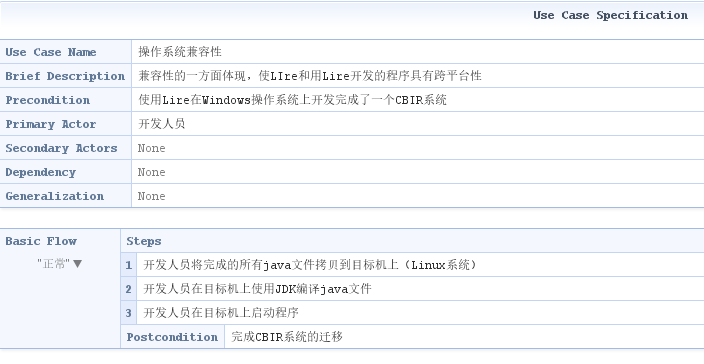 Use Case Specification
Use Case Name 操作系统兼容性
Brief Description 兼容性的一方面体现，使LIre和用Lire开发的程序具有跨平台性
Precondition 使用Lire在Windows操作系统上开发完成了一个CBIR系统
Primary Actor 开发人员
Secondary Actors None
Dependency None
Generalization None
Basic Flow Steps
"正常" ▼
1 开发人员将完成的所有java文件拷贝到目标机上（Linux系统）
2 开发人员在目标机上使用JDK编译java文件
3 开发人员在目标机上启动程序
Postcondition 完成CBIR系统的迁移